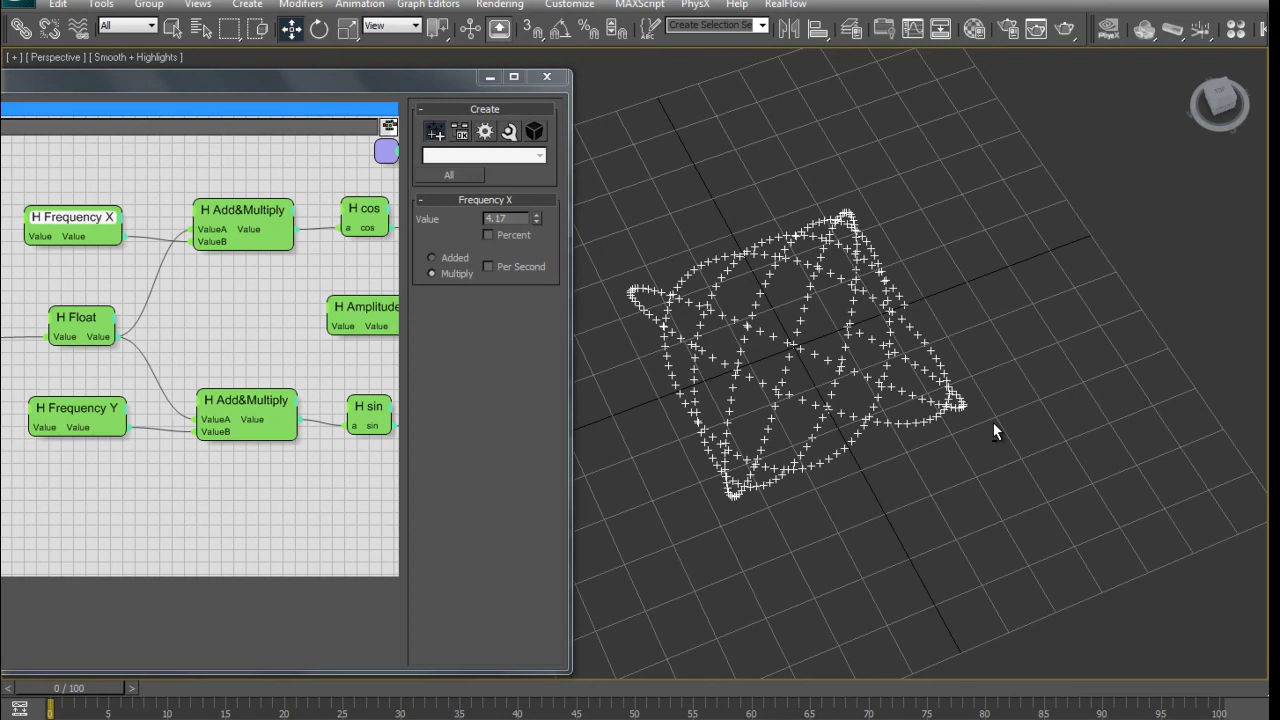 Edit Tools Group Views Create Modifiers Animation Graph Editors Rendering Customize MAXScript PhysX Help RealFlow
All View 3 % ABC Create Selection Se
[ + ] [ Perspective ] [ Smooth + Highlights ]
- Create
All
- Frequency X
Value 4.17
Percent
Added
Per Second
Multiply
H Frequency X
Value Value
H Add&Multiply
ValueA Value
ValueB
H cos
a cos
H Float
Value Value
H Amplitude
Value Value
H Frequency Y
Value Value
H Add&Multiply
ValueA Value
ValueB
H sin
a sin
< 0 / 100 >
0 5 10 15 20 25 30 35 40 45 50 55 60 65 70 75 80 85 90 95 100